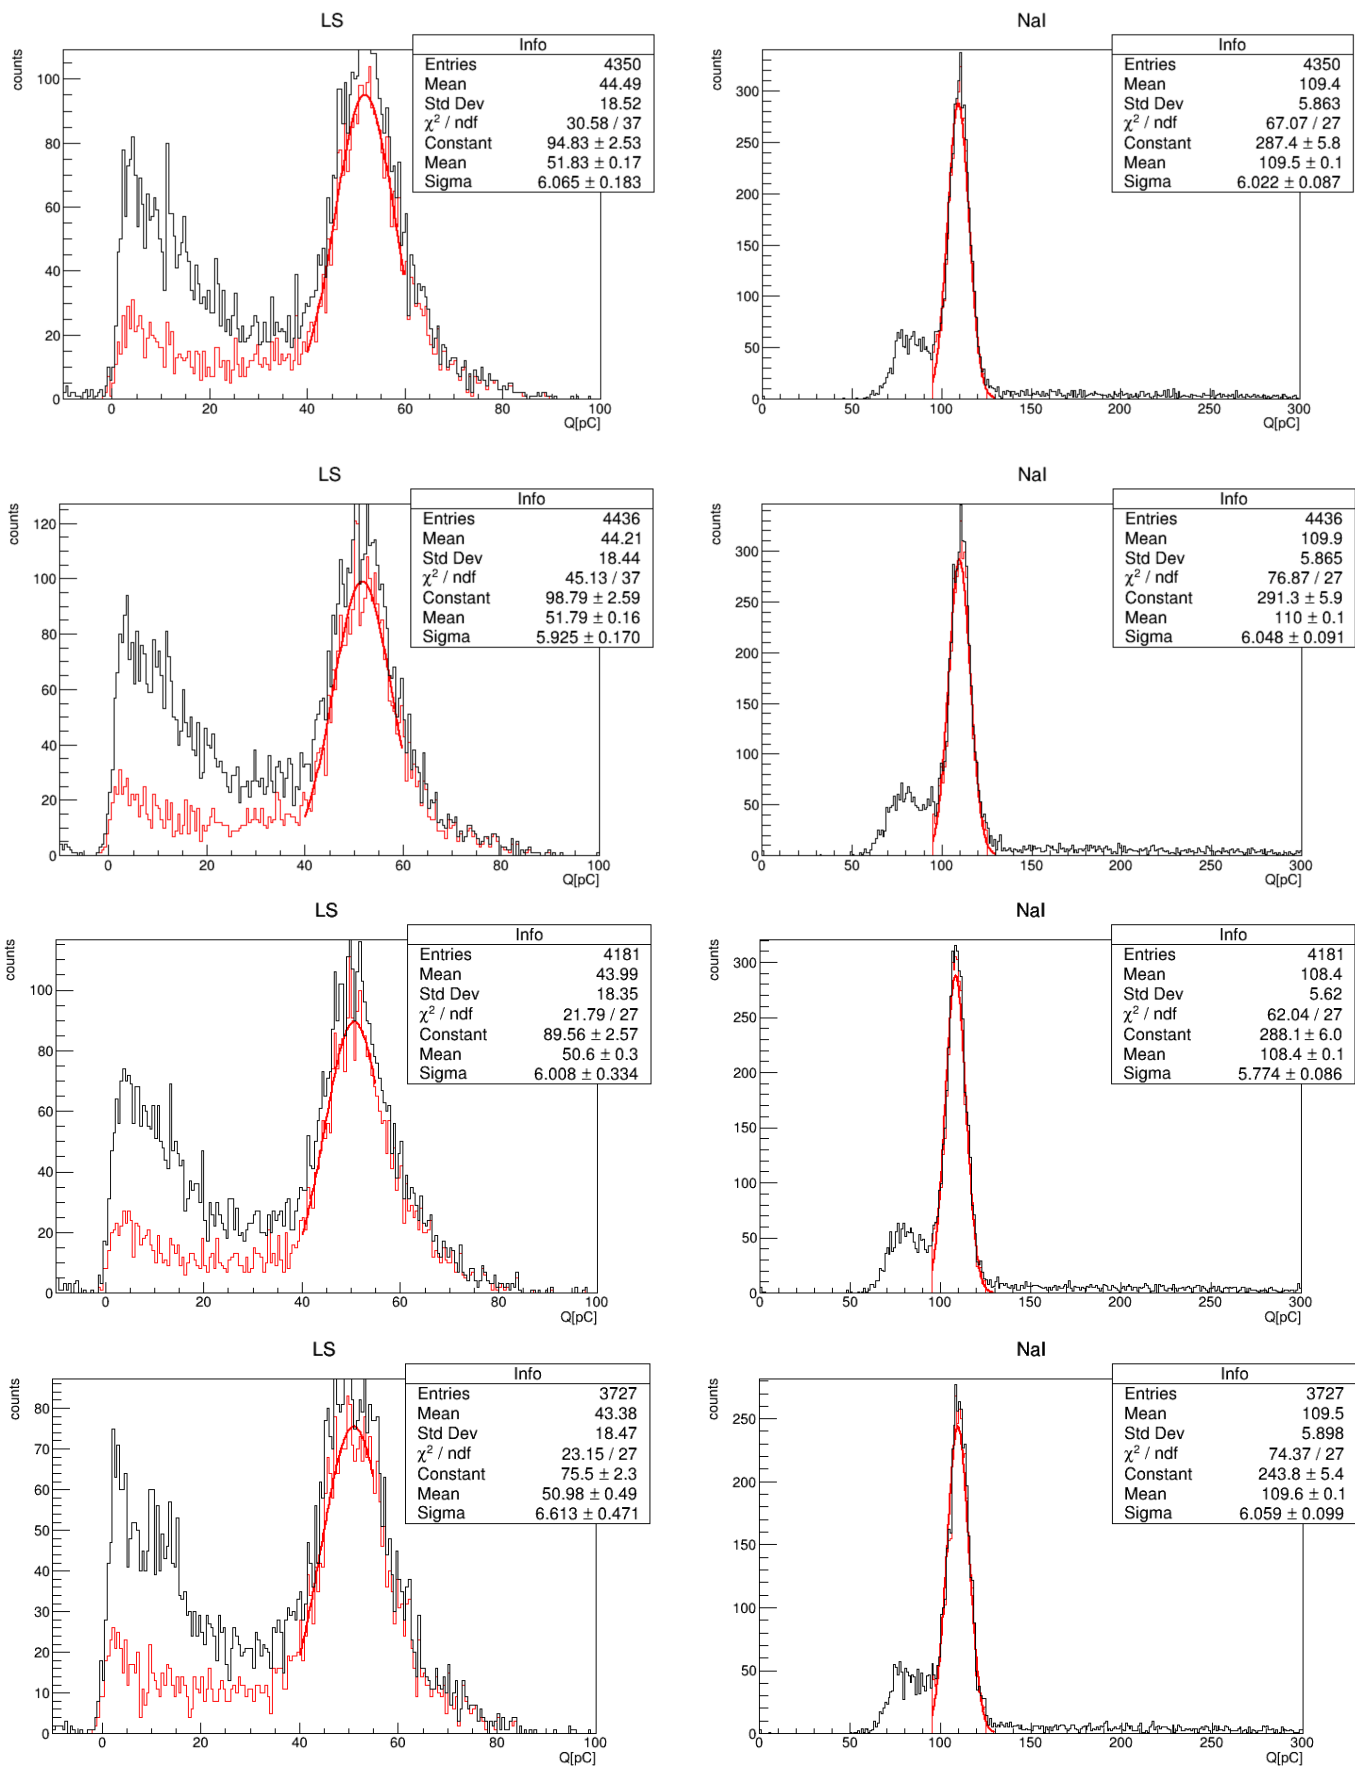 LS
counts
Info
Entries 4350
Mean 44.49
Std Dev 18.52
χ² / ndf 30.58 / 37
Constant 94.83 ± 2.53
Mean 51.83 ± 0.17
Sigma 6.065 ± 0.183
100
80
60
40
20
0
0 20 40 60 80 100
Q[pC]
NaI
counts
Info
Entries 4350
Mean 109.4
Std Dev 5.863
χ² / ndf 67.07 / 27
Constant 287.4 ± 5.8
Mean 109.5 ± 0.1
Sigma 6.022 ± 0.087
300
250
200
150
100
50
0
0 50 100 150 200 250 300
Q[pC]
LS
counts
Info
Entries 4436
Mean 44.21
Std Dev 18.44
χ² / ndf 45.13 / 37
Constant 98.79 ± 2.59
Mean 51.79 ± 0.16
Sigma 5.925 ± 0.170
120
100
80
60
40
20
0
0 20 40 60 80 100
Q[pC]
NaI
counts
Info
Entries 4436
Mean 109.9
Std Dev 5.865
χ² / ndf 76.87 / 27
Constant 291.3 ± 5.9
Mean 110 ± 0.1
Sigma 6.048 ± 0.091
300
250
200
150
100
50
0
0 50 100 150 200 250 300
Q[pC]
LS
counts
Info
Entries 4181
Mean 43.99
Std Dev 18.35
χ² / ndf 21.79 / 27
Constant 89.56 ± 2.57
Mean 50.6 ± 0.3
Sigma 6.008 ± 0.334
100
80
60
40
20
0
0 20 40 60 80 100
Q[pC]
NaI
counts
Info
Entries 4181
Mean 108.4
Std Dev 5.62
χ² / ndf 62.04 / 27
Constant 288.1 ± 6.0
Mean 108.4 ± 0.1
Sigma 5.774 ± 0.086
300
250
200
150
100
50
0
0 50 100 150 200 250 300
Q[pC]
LS
counts
Info
Entries 3727
Mean 43.38
Std Dev 18.47
χ² / ndf 23.15 / 27
Constant 75.5 ± 2.3
Mean 50.98 ± 0.49
Sigma 6.613 ± 0.471
80
70
60
50
40
30
20
10
0
0 20 40 60 80 100
Q[pC]
NaI
counts
Info
Entries 3727
Mean 109.5
Std Dev 5.898
χ² / ndf 74.37 / 27
Constant 243.8 ± 5.4
Mean 109.6 ± 0.1
Sigma 6.059 ± 0.099
250
200
150
100
50
0
0 50 100 150 200 250 300
Q[pC]